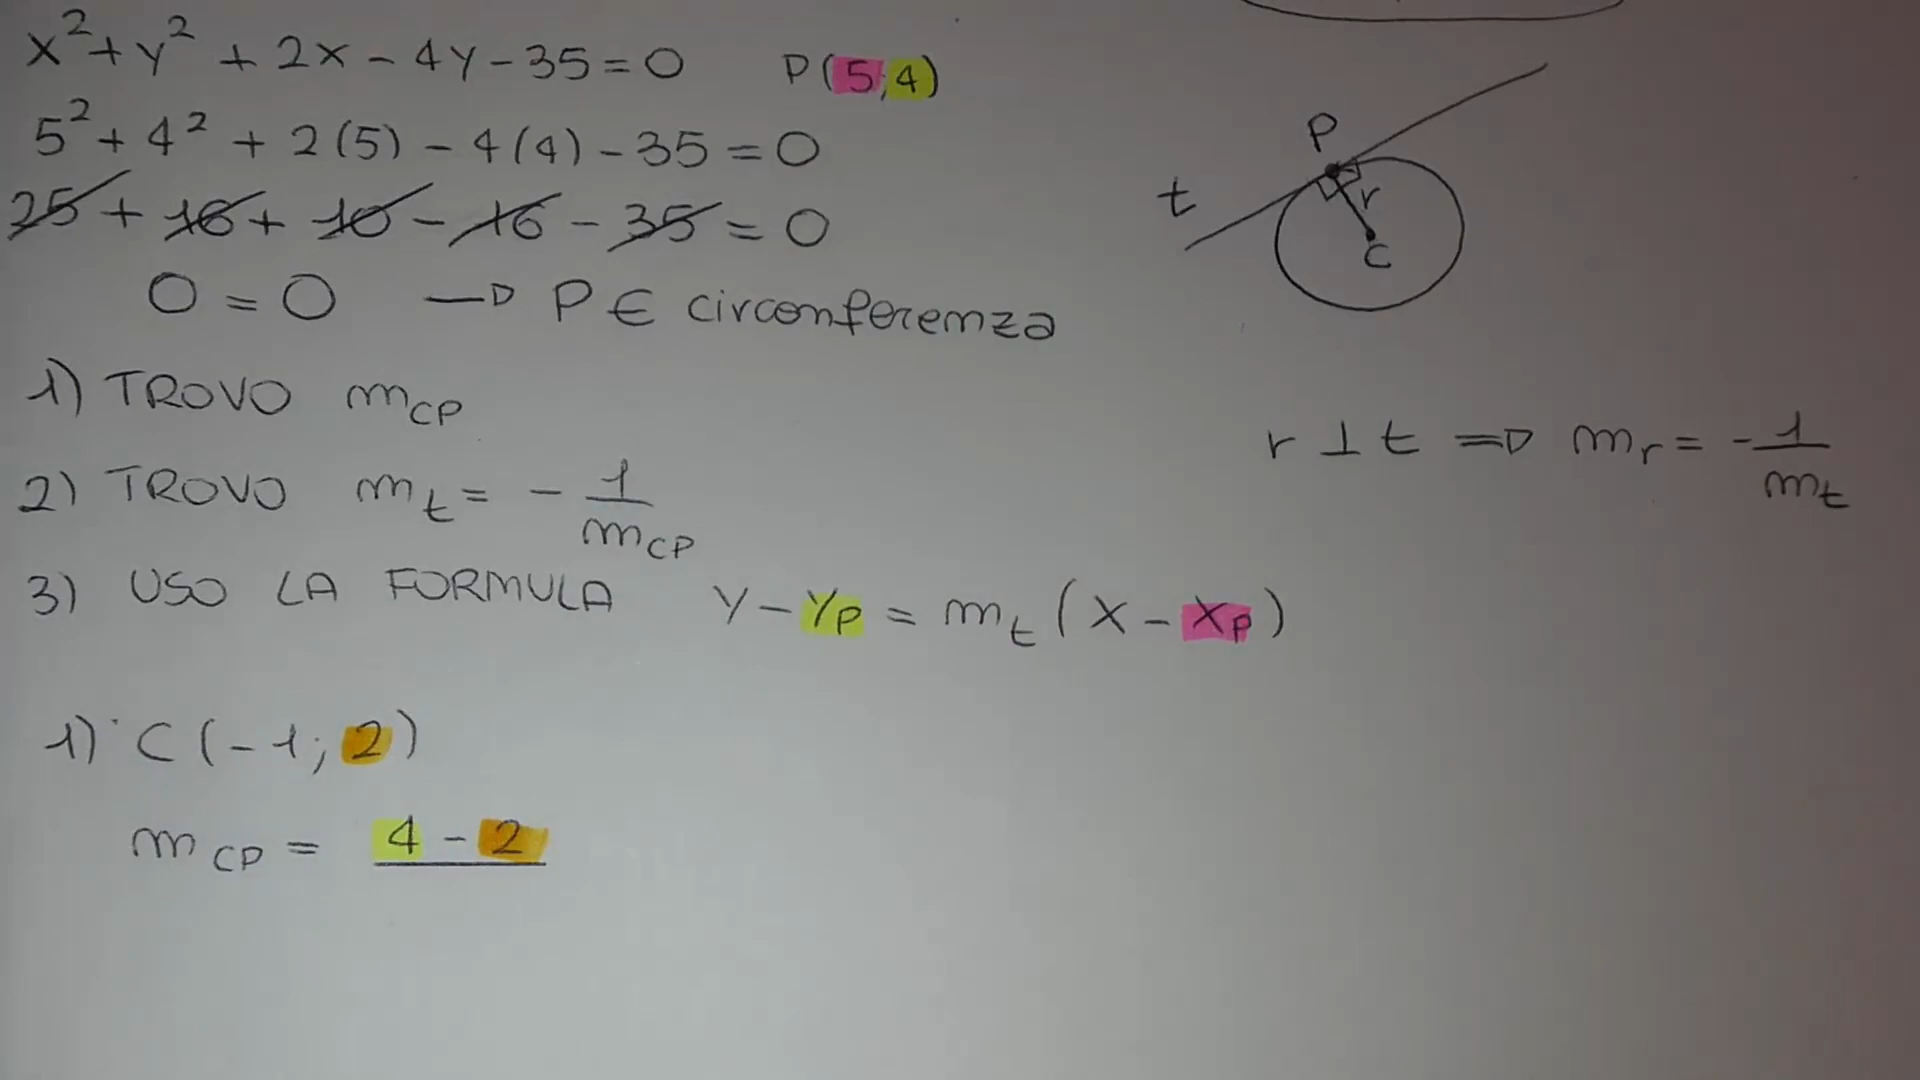 x² + y² + 2x - 4y - 35 = 0 P(5;4)
5² + 4² + 2(5) - 4(4) - 35 = 0
25 + 16 + 10 - 16 - 35 = 0
0 = 0 → P ∈ circonferenza
P
t
r
C
1) TROVO m_CP
r ⊥ t ⇒ m_r = - 1/m_t
2) TROVO m_t = - 1/m_CP
3) USO LA FORMULA y - y_P = m_t (x - x_P)
1) C (-1; 2)
m_CP = 4 - 2